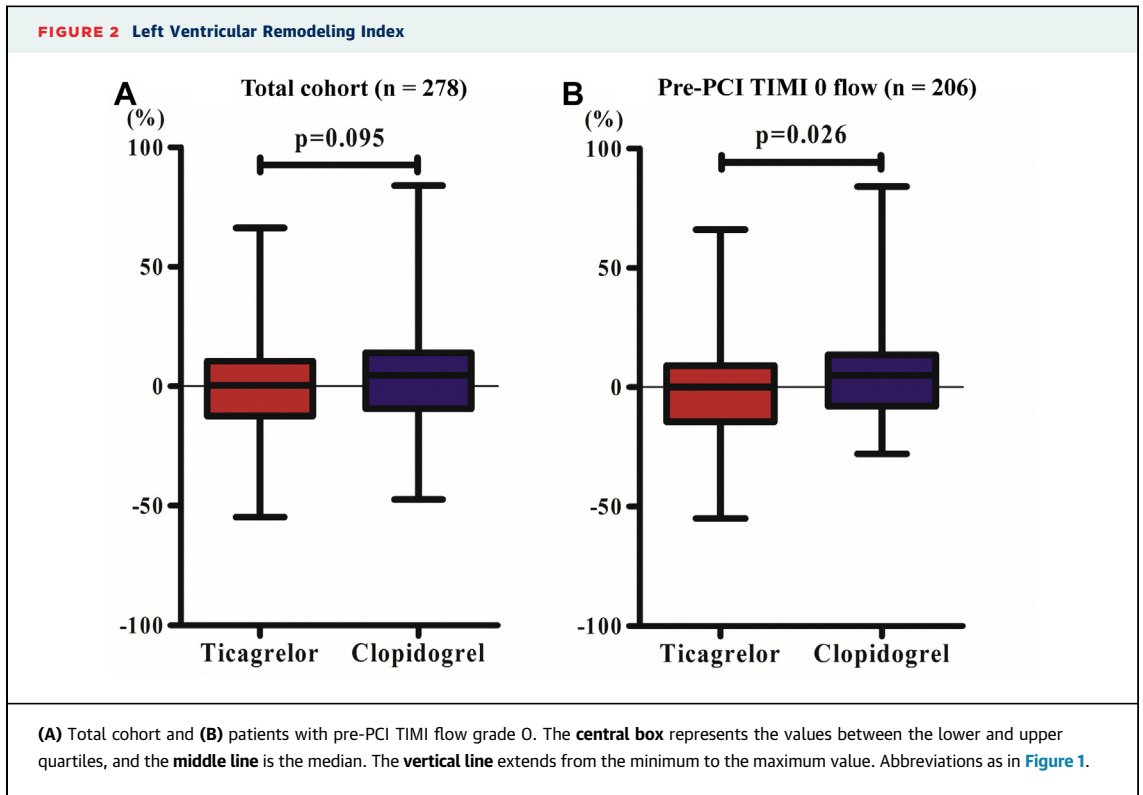 FIGURE 2 Left Ventricular Remodeling Index
A
Total cohort (n = 278)
(%)
p=0.095
100
50
0
-50
-100
Ticagrelor Clopidogrel
B
Pre-PCI TIMI 0 flow (n = 206)
(%)
p=0.026
100
50
0
-50
-100
Ticagrelor Clopidogrel
(A) Total cohort and (B) patients with pre-PCI TIMI flow grade 0. The central box represents the values between the lower and upper
quartiles, and the middle line is the median. The vertical line extends from the minimum to the maximum value. Abbreviations as in Figure 1.